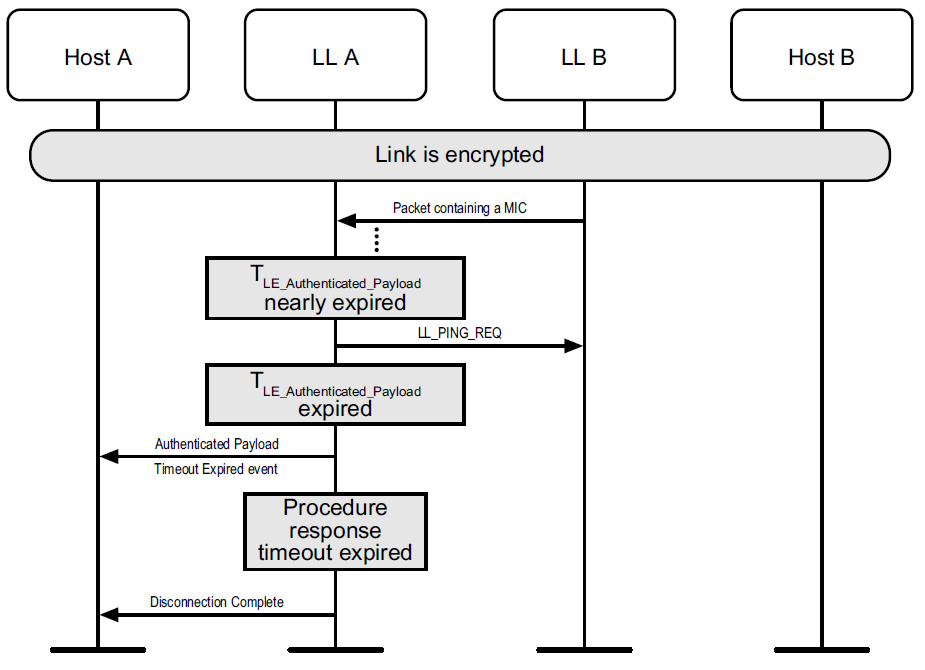 Host A
LL A
LL B
Host B
Link is encrypted
Packet containing a MIC
TLE_Authenticated_Payload
nearly expired
LL_PING_REQ
TLE_Authenticated_Payload
expired
Authenticated Payload
Timeout Expired event
Procedure
response
timeout expired
Disconnection Complete